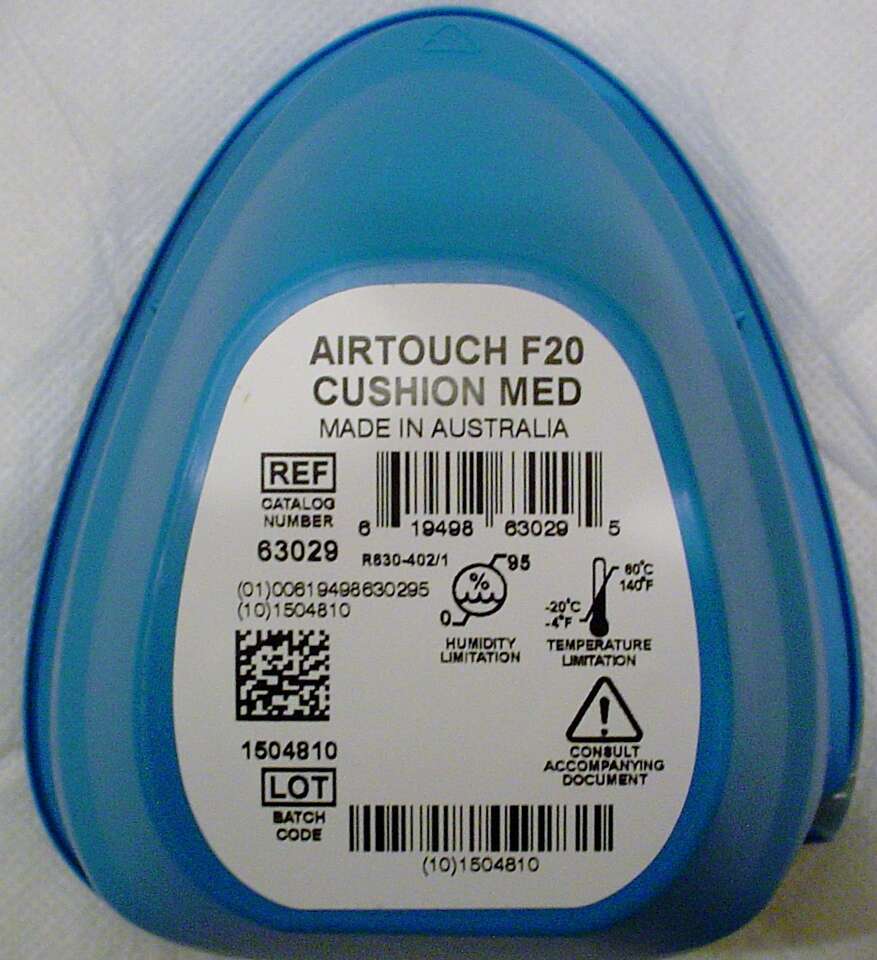 AIRTOUCH F20
CUSHION MED
MADE IN AUSTRALIA
REF
CATALOG
NUMBER
63029
6 19498 63029 5
R630-402/1
(01)00619498630295
(10)1504810
% 95
0
HUMIDITY
LIMITATION
60°C
140°F
-20°C
-4°F
TEMPERATURE
LIMITATION
!
CONSULT
ACCOMPANYING
DOCUMENT
1504810
LOT
BATCH
CODE
(10)1504810